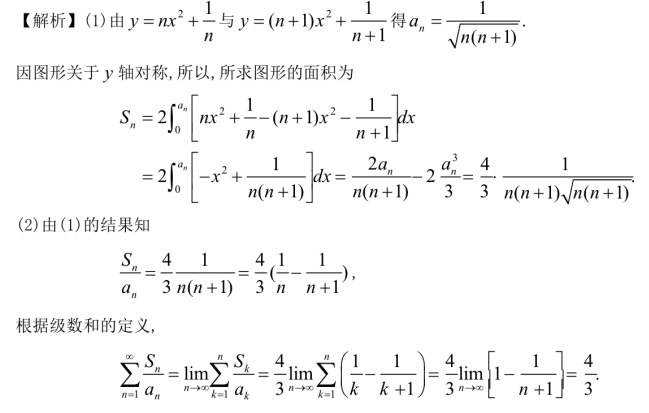 【解析】(1)由 $y = nx^2 + \frac{1}{n}$ 与 $y = (n+1)x^2 + \frac{1}{n+1}$ 得 $a_n = \frac{1}{\sqrt{n(n+1)}}$.
因图形关于 $y$ 轴对称,所以,所求图形的面积为
$S_n = 2\int_0^{a_n} \left[ nx^2 + \frac{1}{n} - (n+1)x^2 - \frac{1}{n+1} \right] dx$
$= 2\int_0^{a_n} \left[ -x^2 + \frac{1}{n(n+1)} \right] dx = \frac{2a_n}{n(n+1)} - 2\frac{a_n^3}{3} = \frac{4}{3} \cdot \frac{1}{n(n+1)\sqrt{n(n+1)}}.$
(2)由(1)的结果知
$\frac{S_n}{a_n} = \frac{4}{3} \frac{1}{n(n+1)} = \frac{4}{3} (\frac{1}{n} - \frac{1}{n+1}),$
根据级数和的定义,
$\sum_{n=1}^{\infty} \frac{S_n}{a_n} = \lim_{n \to \infty} \sum_{k=1}^{n} \frac{S_k}{a_k} = \frac{4}{3} \lim_{n \to \infty} \sum_{k=1}^{n} \left( \frac{1}{k} - \frac{1}{k+1} \right) = \frac{4}{3} \lim_{n \to \infty} \left[ 1 - \frac{1}{n+1} \right] = \frac{4}{3}.$